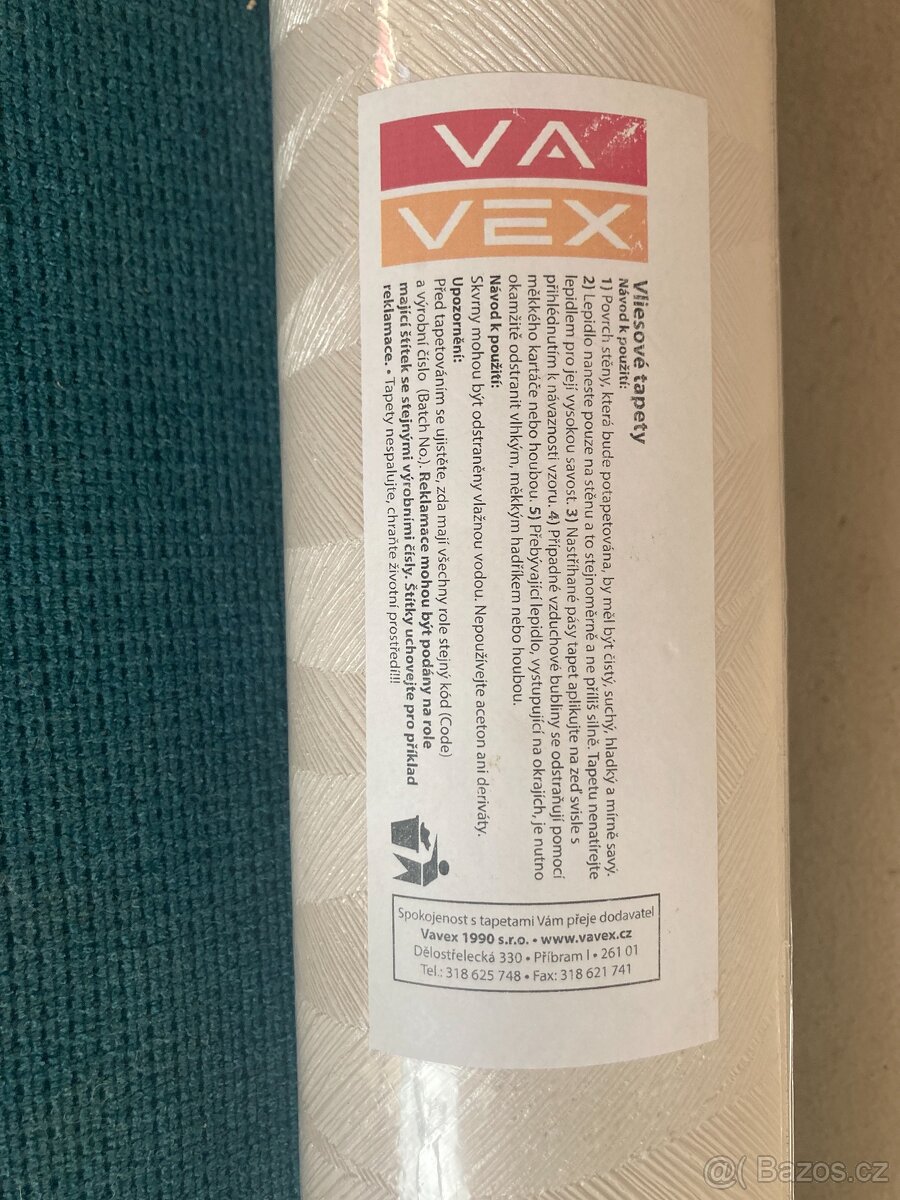 VA
VEX
Vliesové tapety
Návod k použití:
1) Povrch stěny, která bude potapetována, by měl být čistý, suchý, hladký a mírně savý.
2) Lepidlo naneste pouze na stěnu a to stejnoměrně a ne příliš silně. Tapetu nenatírejte
lepidlem pro její vysokou savost. 3) Nastříhané pásy tapet aplikujte na zeď svisle s
přihlédnutím k návaznosti vzoru. 4) Případné vzduchové bubliny se odstraňují pomocí
měkkého kartáče nebo houbou. 5) Přebývající lepidlo, vystupující na okrajích, je nutno
okamžitě odstranit vlhkým, měkkým hadříkem nebo houbou.
Návod k použití:
Skvrny mohou být odstraněny vlažnou vodou. Nepoužívejte aceton ani deriváty.
Upozornění:
Před tapetováním se ujistěte, zda mají všechny role stejný kód (Code)
a výrobní číslo (Batch No.). Reklamace mohou být podány na role
mající štítek se stejnými výrobními čísly. Štítky uchovejte pro příklad
reklamace. • Tapety nespalujte, chraňte životní prostředí!!!
Spokojenost s tapetami Vám přeje dodavatel
Vavex 1990 s.r.o. • www.vavex.cz
Dělostřelecká 330 • Příbram I • 261 01
Tel.: 318 625 748 • Fax: 318 621 741
@( Bazos.cz